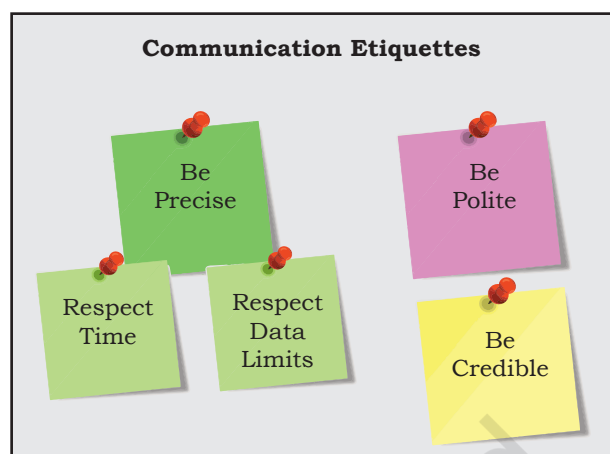 Communication Etiquettes
Be
Precise
Be
Polite
Respect
Time
Respect
Data
Limits
Be
Credible